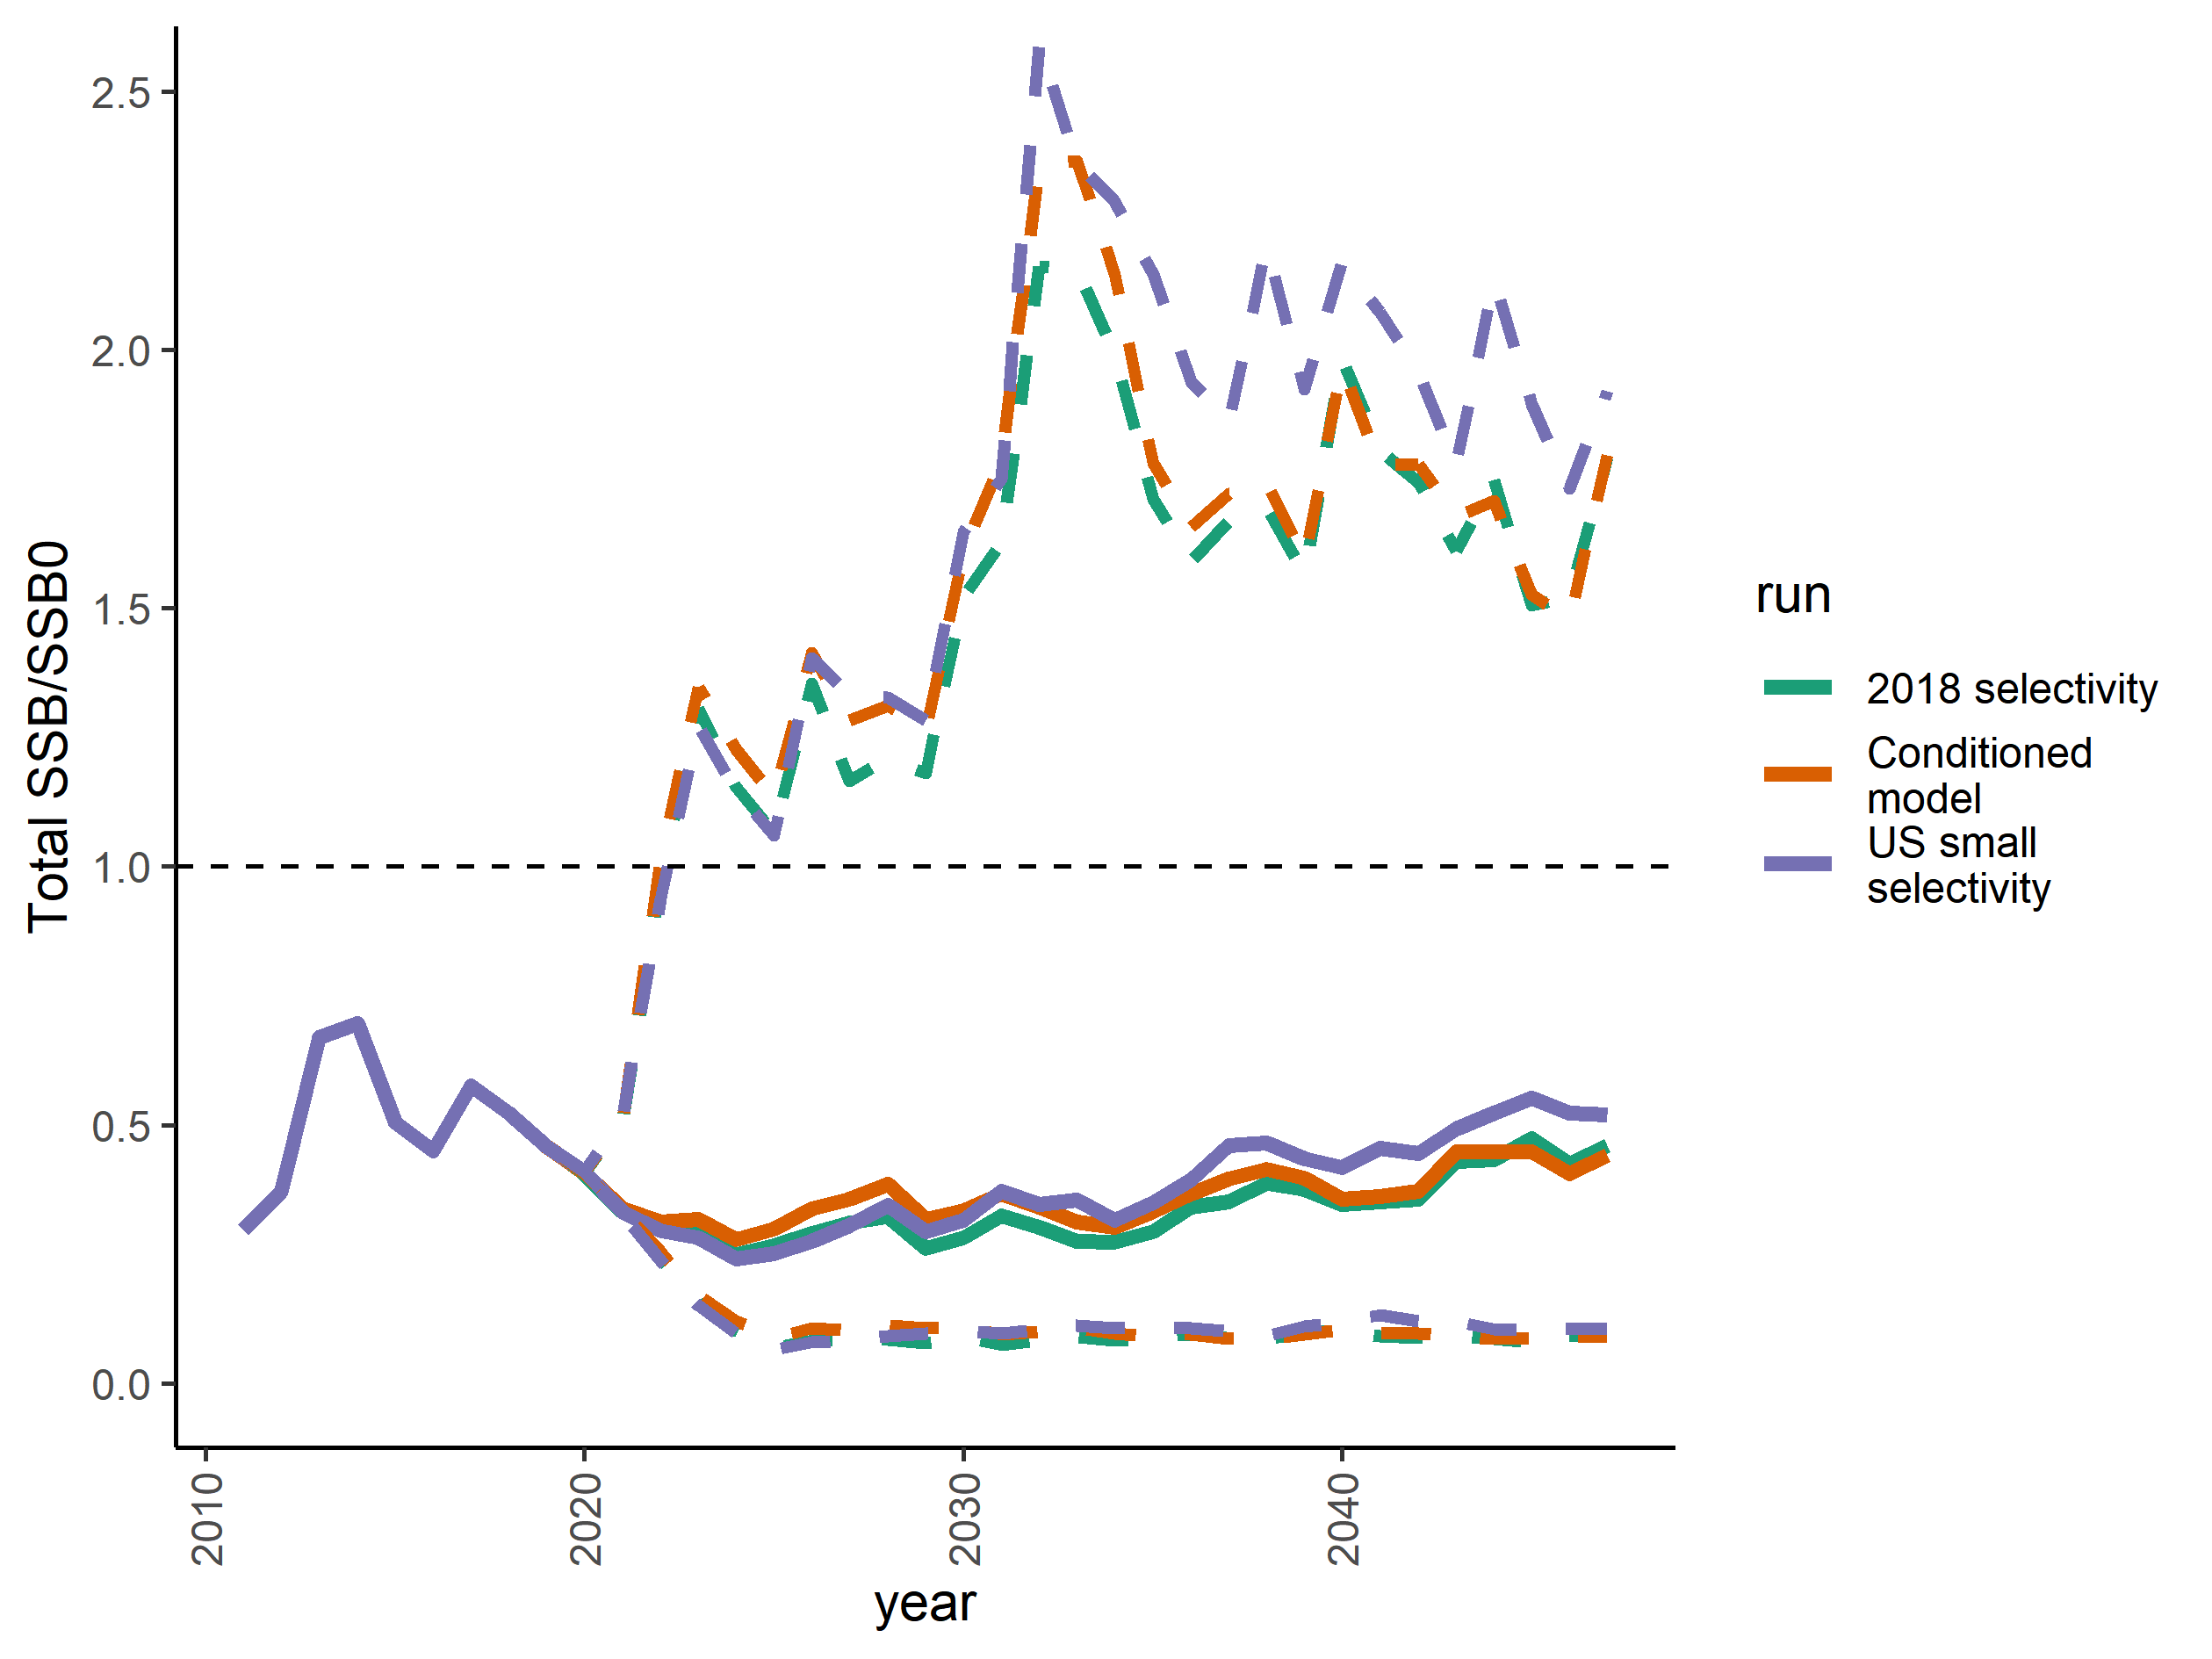 2.5
2.0
1.5
1.0
0.5
0.0
Total SSB/SSB0
2010
2020
2030
2040
year
run
2018 selectivity
Conditioned
model
US small
selectivity